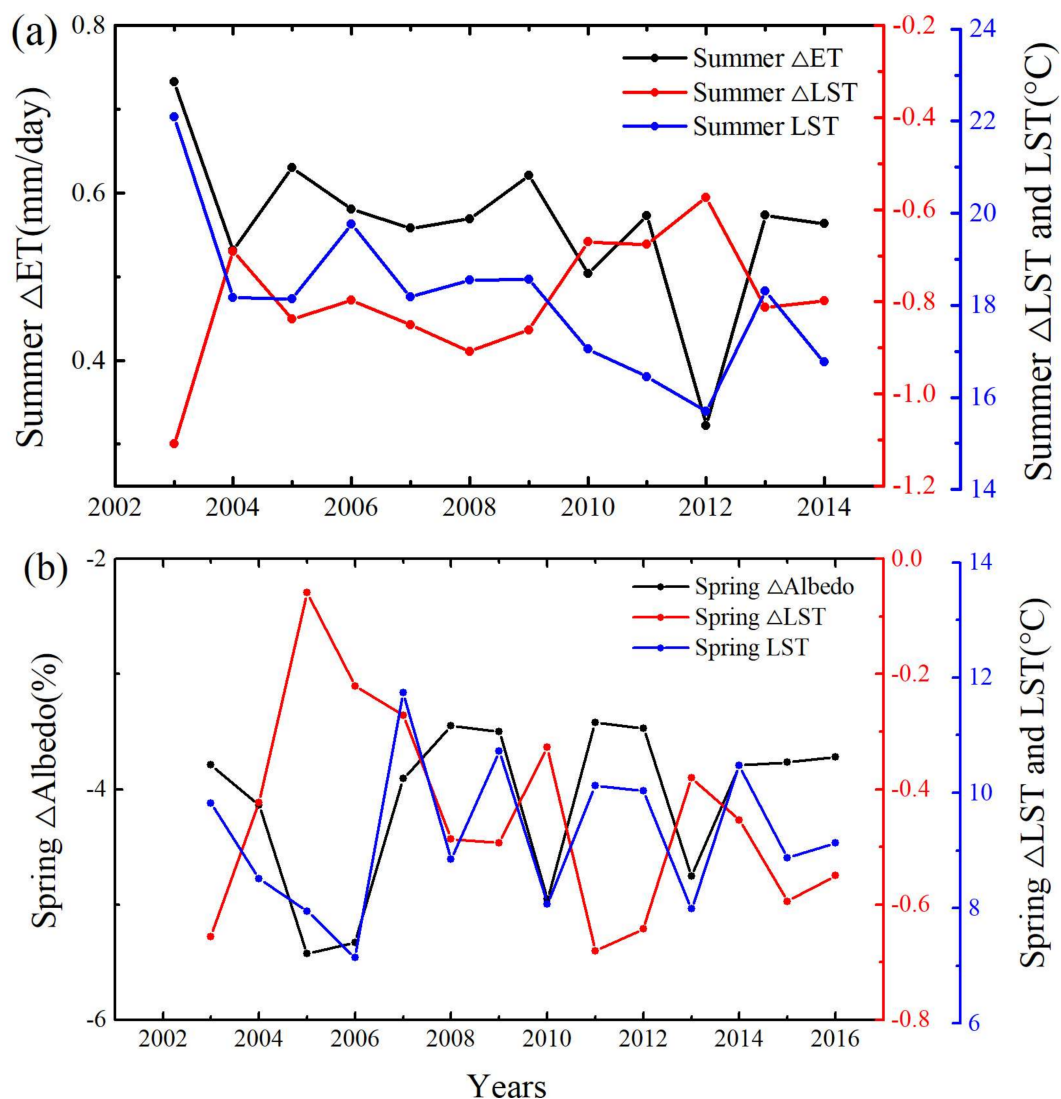 (a)
Summer △ET(mm/day)
0.8
0.6
0.4
Summer △ET
Summer △LST
Summer LST
-0.2
-0.4
-0.6
-0.8
-1.0
-1.2
24
22
20
18
16
14
Summer △LST and LST(°C)
2002 2004 2006 2008 2010 2012 2014
(b)
Spring △Albedo(%)
-2
-4
-6
Spring △Albedo
Spring △LST
Spring LST
0.0
-0.2
-0.4
-0.6
-0.8
14
12
10
8
6
Spring △LST and LST(°C)
2002 2004 2006 2008 2010 2012 2014 2016
Years